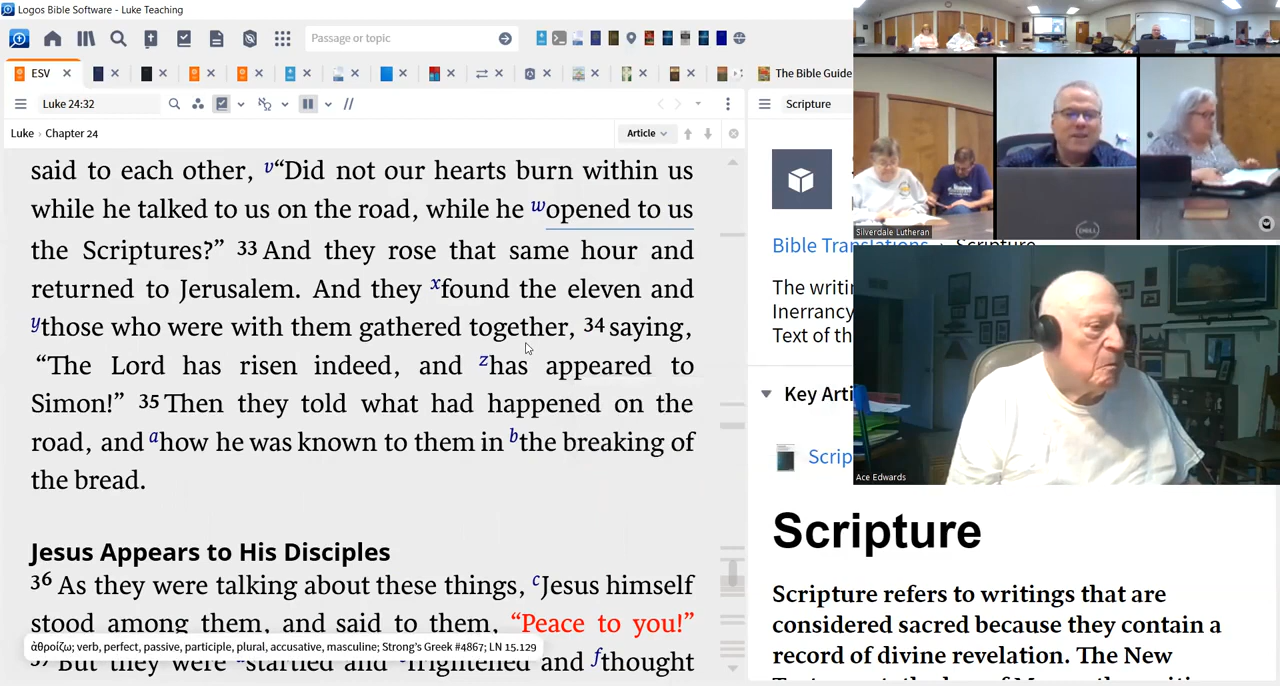 Logos Bible Software - Luke Teaching
Passage or topic
ESV
The Bible Guide
Luke 24:32
Scripture
Luke › Chapter 24
Article
said to each other, v“Did not our hearts burn within us
while he talked to us on the road, while he wopened to us
the Scriptures?” 33 And they rose that same hour and
returned to Jerusalem. And they xfound the eleven and
ythose who were with them gathered together, 34 saying,
“The Lord has risen indeed, and zhas appeared to
Simon!” 35 Then they told what had happened on the
road, and ahow he was known to them in bthe breaking of
the bread.
Jesus Appears to His Disciples
36 As they were talking about these things, cJesus himself
stood among them, and said to them, “Peace to you!”
ἀθροίζω; verb, perfect, passive, participle, plural, accusative, masculine; Strong's Greek #4867; LN 15.129
37 But they were startled and frightened and fthought
Bible Translations › Scripture
The writin
Inerrancy
Text of th
Key Arti
Scrip
Scripture
Scripture refers to writings that are
considered sacred because they contain a
record of divine revelation. The New
Silverdale Lutheran
DELL
Ace Edwards